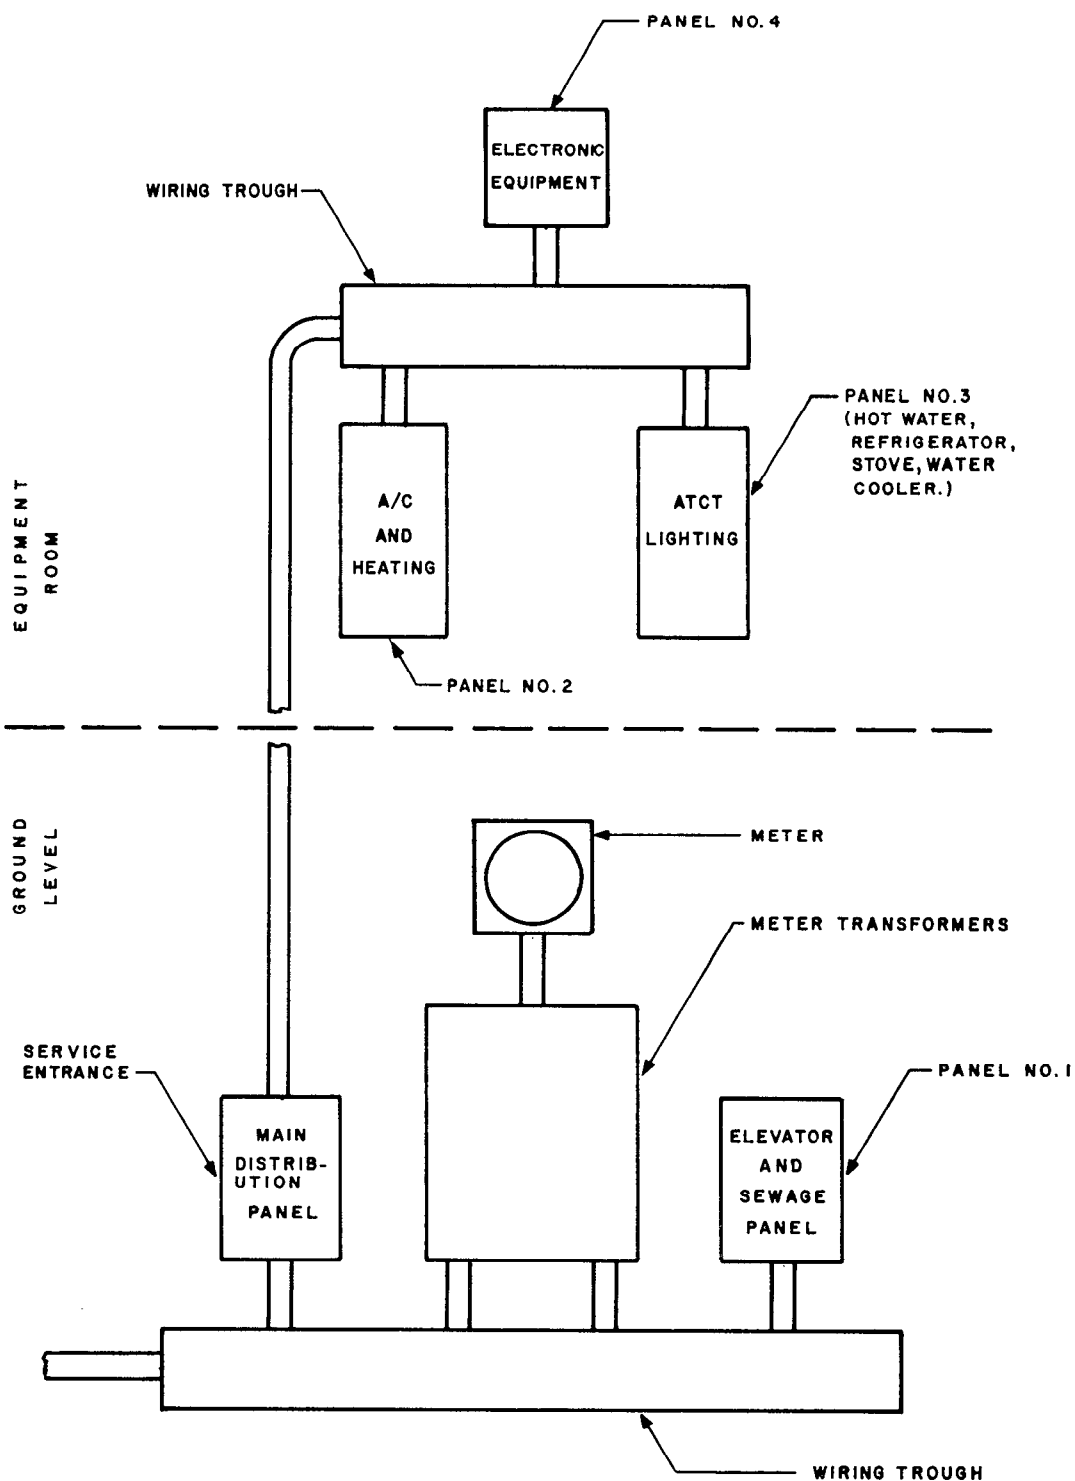 PANEL NO.4
ELECTRONIC
EQUIPMENT
WIRING TROUGH
PANEL NO.3
(HOT WATER,
REFRIGERATOR,
STOVE, WATER
COOLER.)
A/C
AND
HEATING
ATCT
LIGHTING
EQUIPMENT
ROOM
PANEL NO.2
GROUND
LEVEL
METER
METER TRANSFORMERS
SERVICE
ENTRANCE
PANEL NO.1
MAIN
DISTRIB-
UTION
PANEL
ELEVATOR
AND
SEWAGE
PANEL
WIRING TROUGH